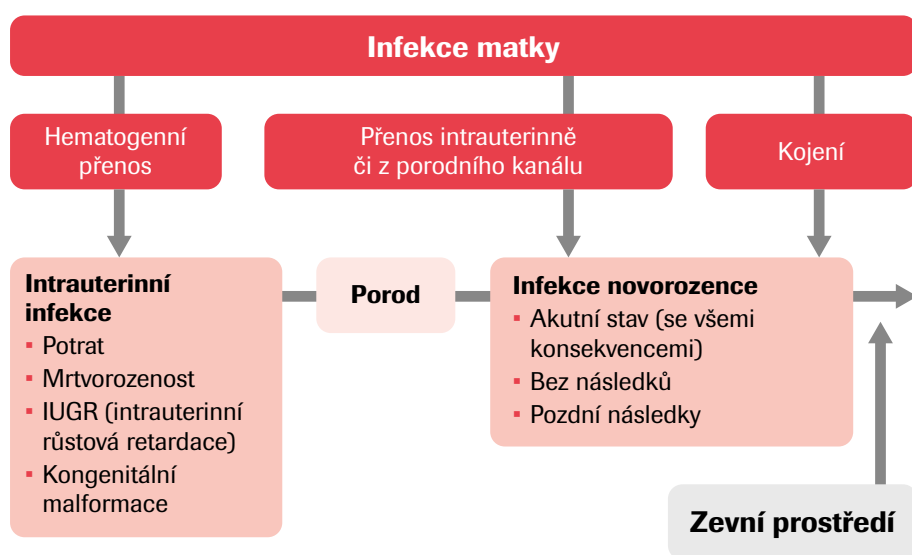 Infekce matky
Hematogenní
přenos
Přenos intrauterinně
či z porodního kanálu
Kojení
Intrauterinní
infekce
▪ Potrat
▪ Mrtvorozenost
▪ IUGR (intrauterinní
růstová retardace)
▪ Kongenitální
malformace
Porod
Infekce novorozence
▪ Akutní stav (se všemi
konsekvencemi)
▪ Bez následků
▪ Pozdní následky
Zevní prostředí